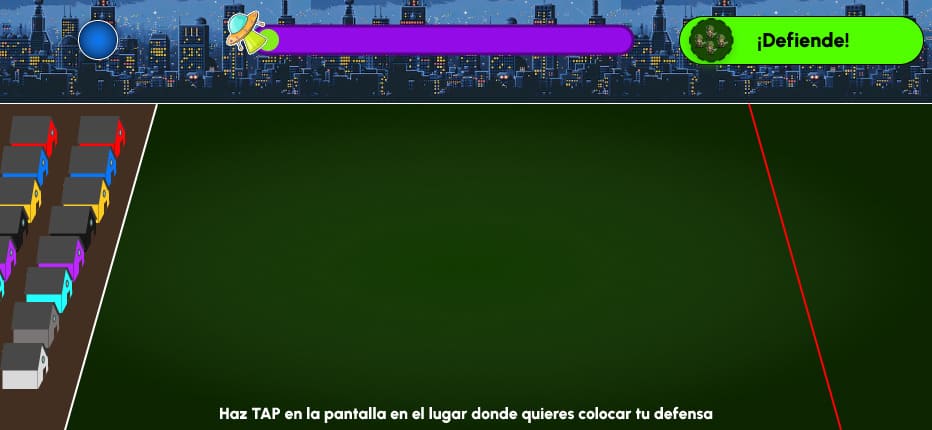 ¡Defiende!
Haz TAP en la pantalla en el lugar donde quieres colocar tu defensa